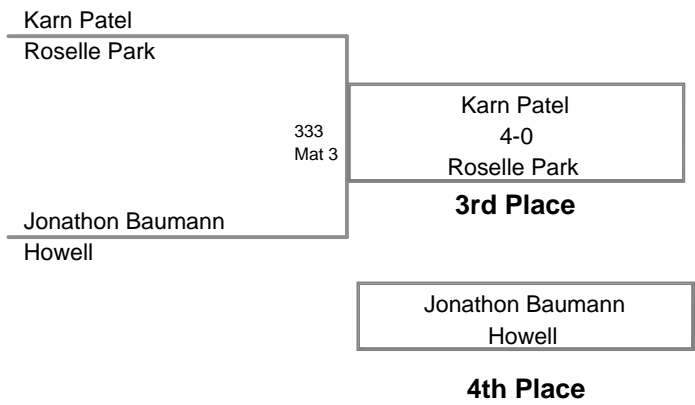 Karn Patel
Roselle Park
333
Mat 3
Karn Patel
4-0
Roselle Park
3rd Place
Jonathon Baumann
Howell
Jonathon Baumann
Howell
4th Place